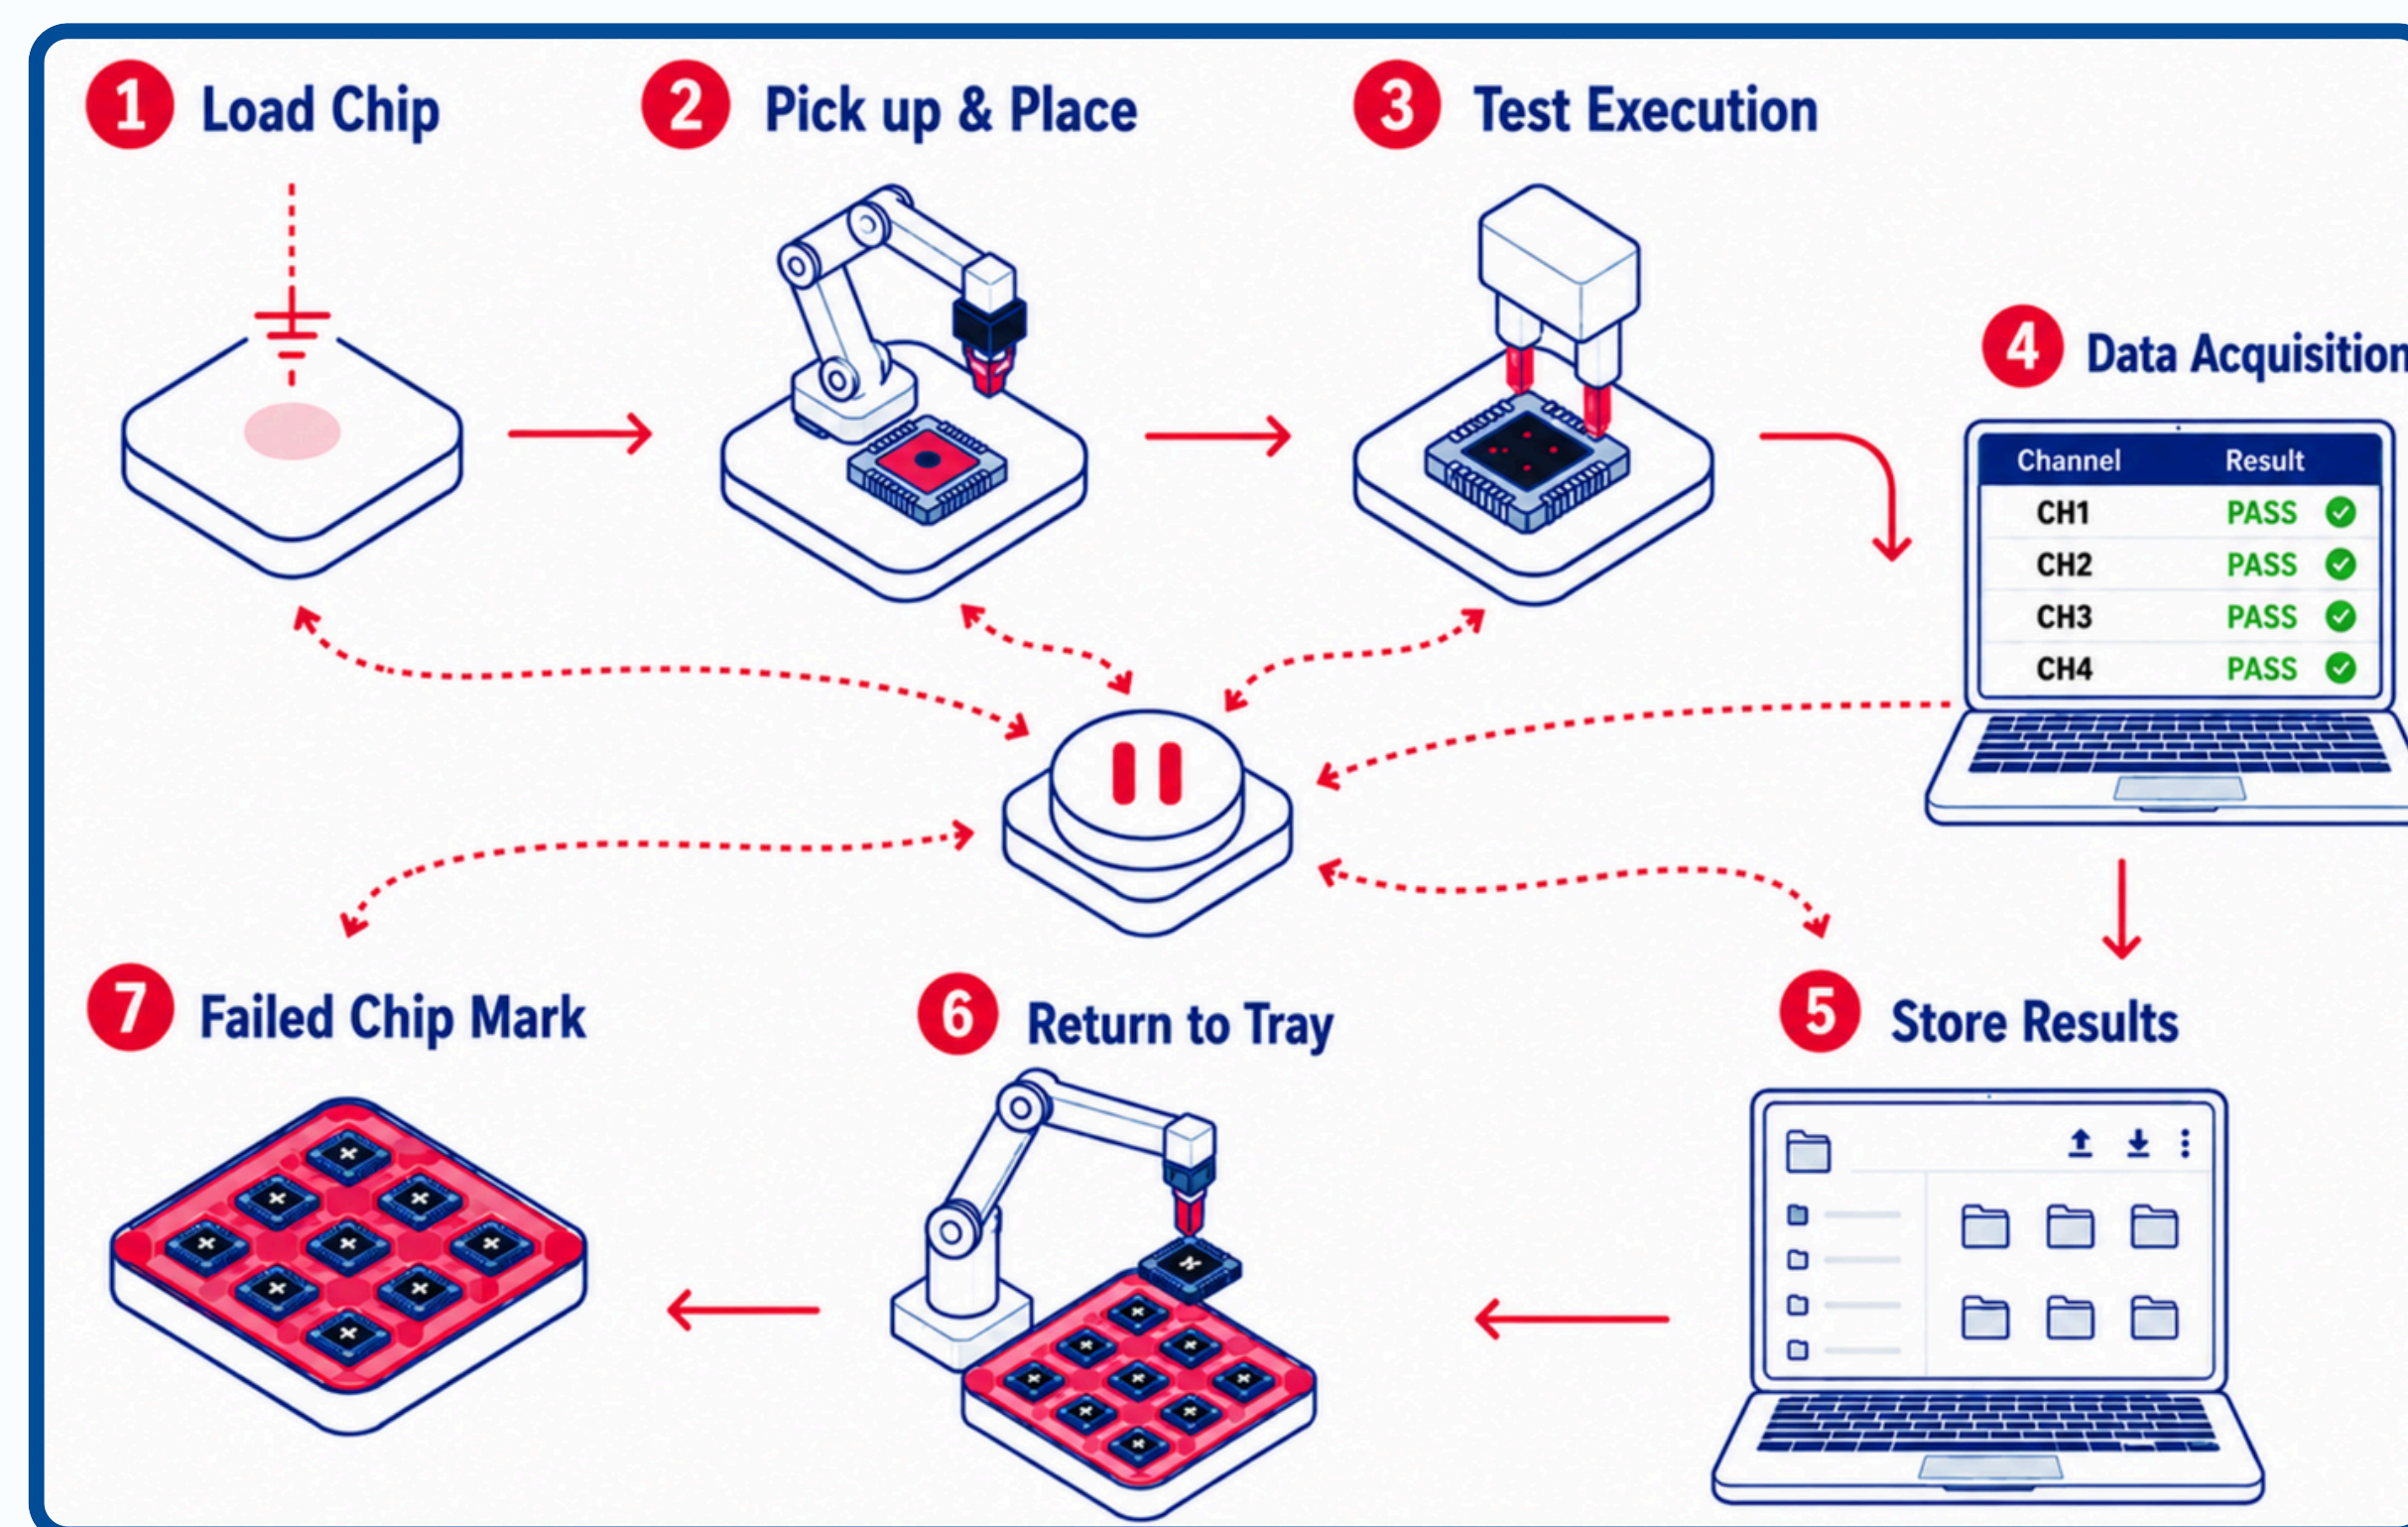 1 Load Chip
2 Pick up & Place
3 Test Execution
4 Data Acquisition
Channel Result
CH1 PASS
CH2 PASS
CH3 PASS
CH4 PASS
7 Failed Chip Mark
6 Return to Tray
5 Store Results